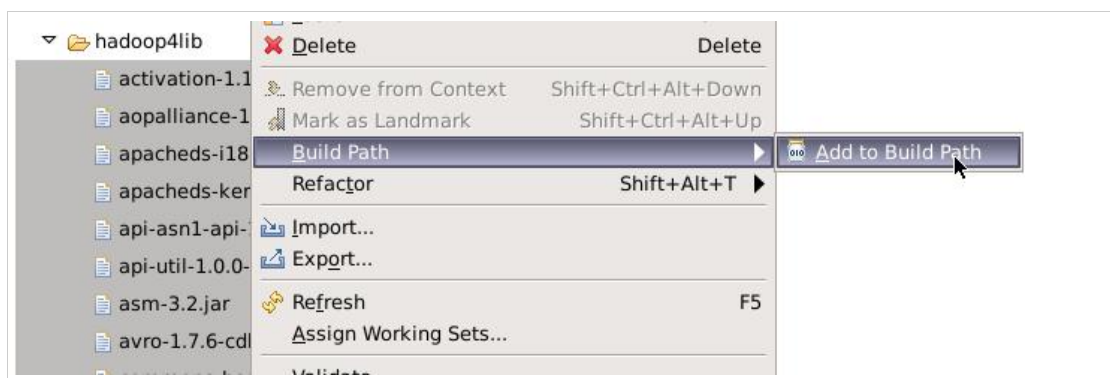 hadoop4lib
activation-1.1
aopalliance-1
apacheds-i18
apacheds-ker
api-asn1-api-
api-util-1.0.0-
asm-3.2.jar
avro-1.7.6-cdl
Delete Delete
Remove from Context Shift+Ctrl+Alt+Down
Mark as Landmark Shift+Ctrl+Alt+Up
Build Path
Refactor Shift+Alt+T
Import...
Export...
Refresh F5
Assign Working Sets...
Validate
Add to Build Path